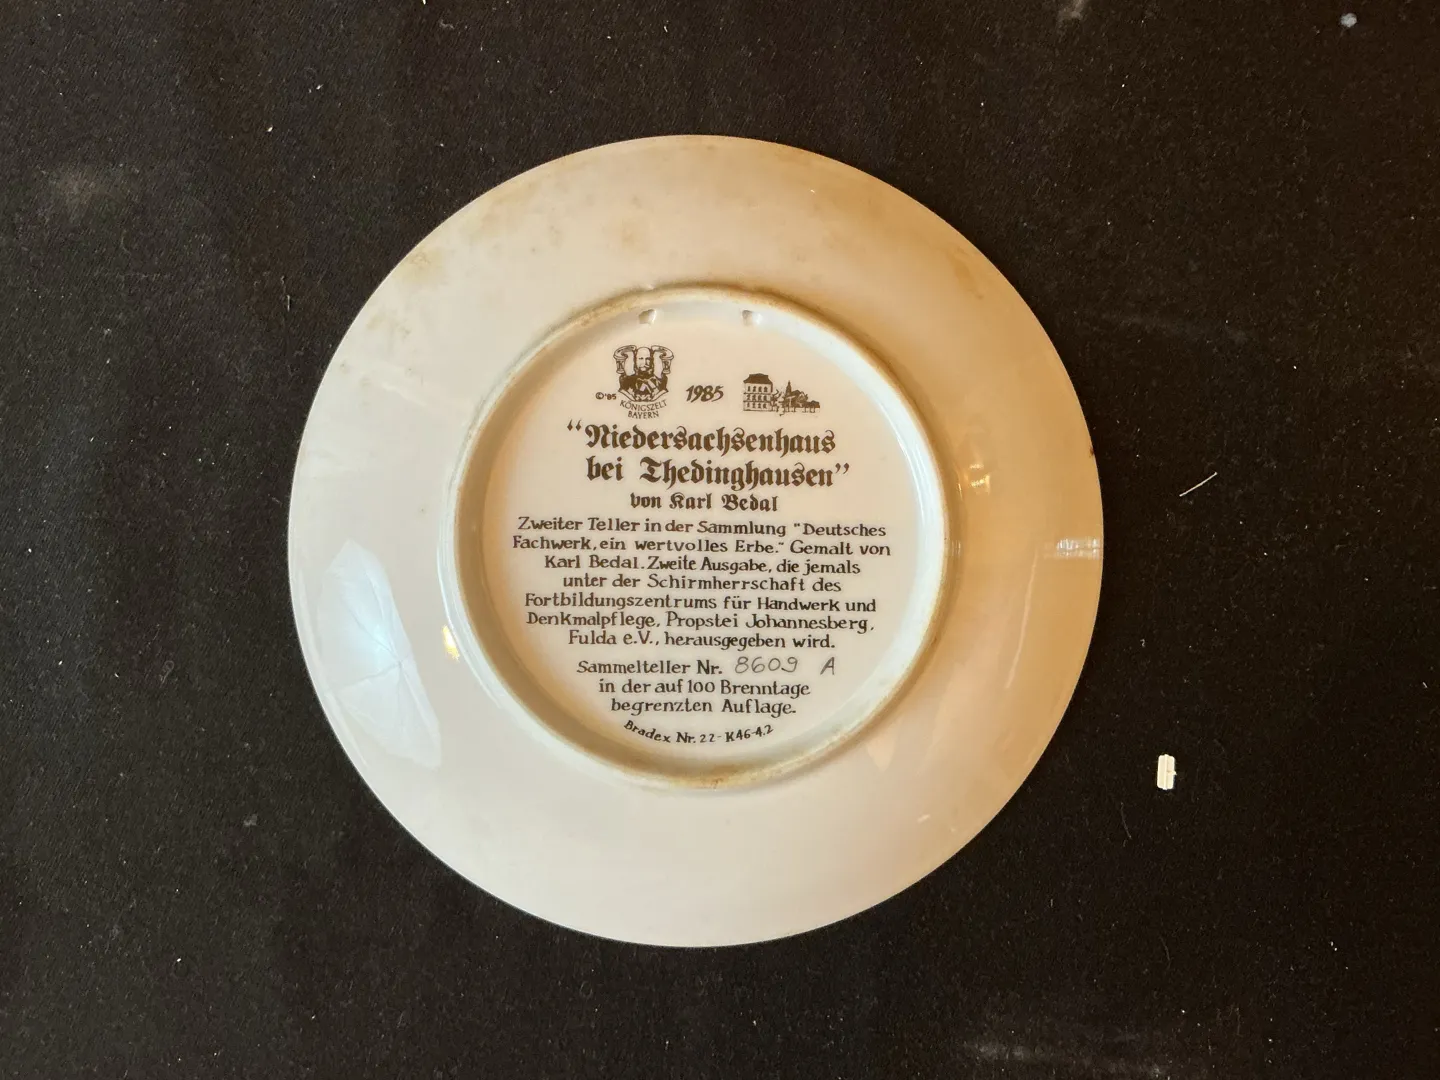 ©'85 KÖNIGSZELT
BAYERN
1985
“Niedersachsenhaus
bei Thedinghausen”
von Karl Bedal
Zweiter Teller in der Sammlung "Deutsches
Fachwerk, ein wertvolles Erbe." Gemalt von
Karl Bedal. Zweite Ausgabe, die jemals
unter der Schirmherrschaft des
Fortbildungszentrums für Handwerk und
Denkmalpflege, Propstei Johannesberg,
Fulda e.V., herausgegeben wird.
Sammelteller Nr. 8609 A
in der auf 100 Brenntage
begrenzten Auflage.
Bradex Nr. 22-K46-4.2